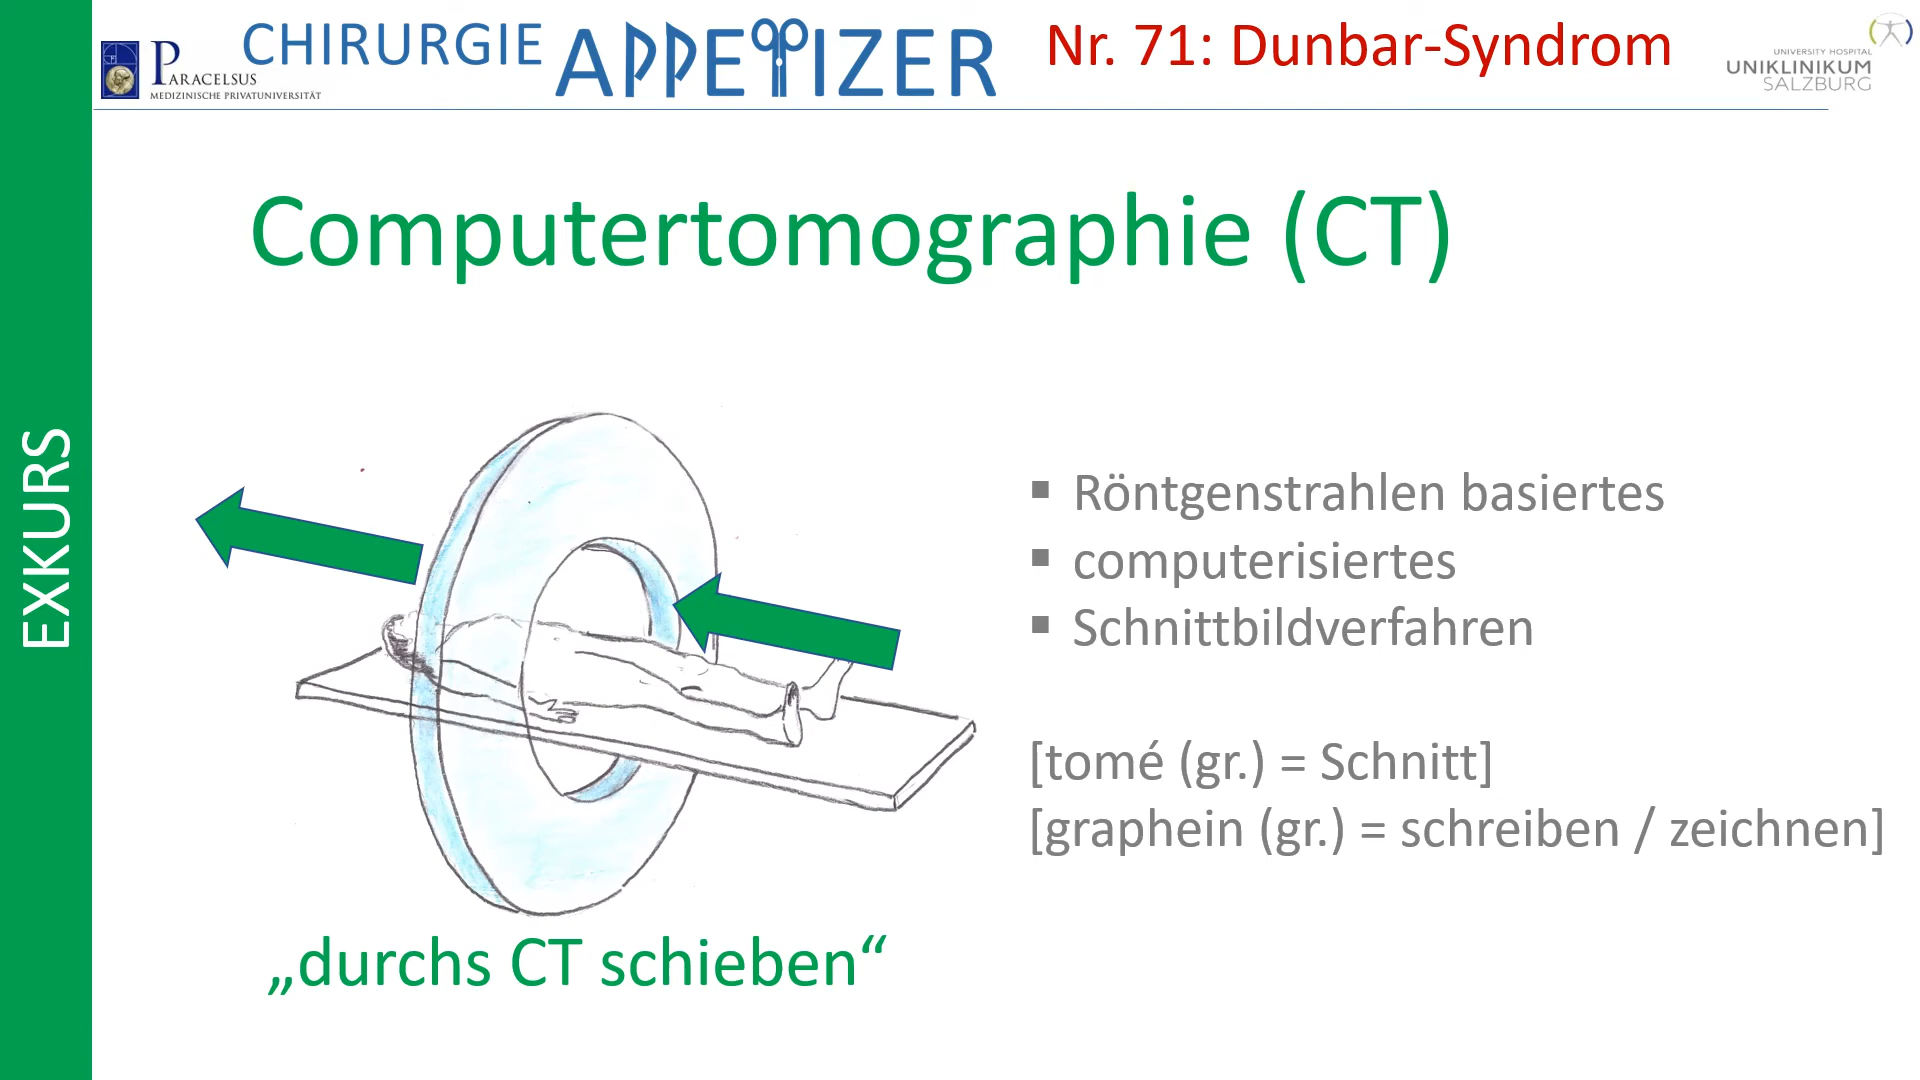 PARACELSUS
MEDIZINISCHE PRIVATUNIVERSITÄT
CHIRURGIE APPETIZER
Nr. 71: Dunbar-Syndrom
UNIVERSITY HOSPITAL
UNIKLINIKUM
SALZBURG
EXKURS
Computertomographie (CT)
▪ Röntgenstrahlen basiertes
▪ computerisiertes
▪ Schnittbildverfahren
[tomé (gr.) = Schnitt]
[graphein (gr.) = schreiben / zeichnen]
„durchs CT schieben“